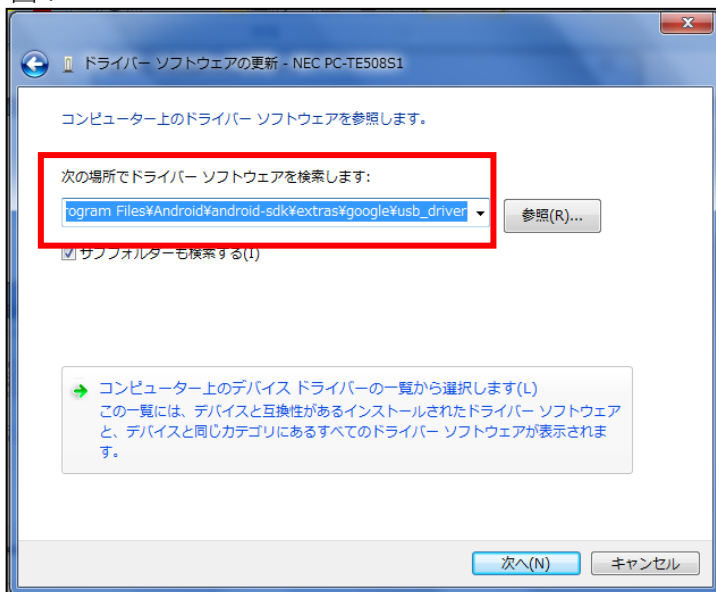 ドライバー ソフトウェアの更新 - NEC PC-TE508S1
コンピューター上のドライバー ソフトウェアを参照します。
次の場所でドライバー ソフトウェアを検索します:
rogram Files¥Android¥android-sdk¥extras¥google¥usb_driver
参照(R)...
サブフォルダーも検索する(I)
コンピューター上のデバイス ドライバーの一覧から選択します(L)
この一覧には、デバイスと互換性があるインストールされたドライバー ソフトウェア
と、デバイスと同じカテゴリにあるすべてのドライバー ソフトウェアが表示されま
す。
次へ(N)
キャンセル